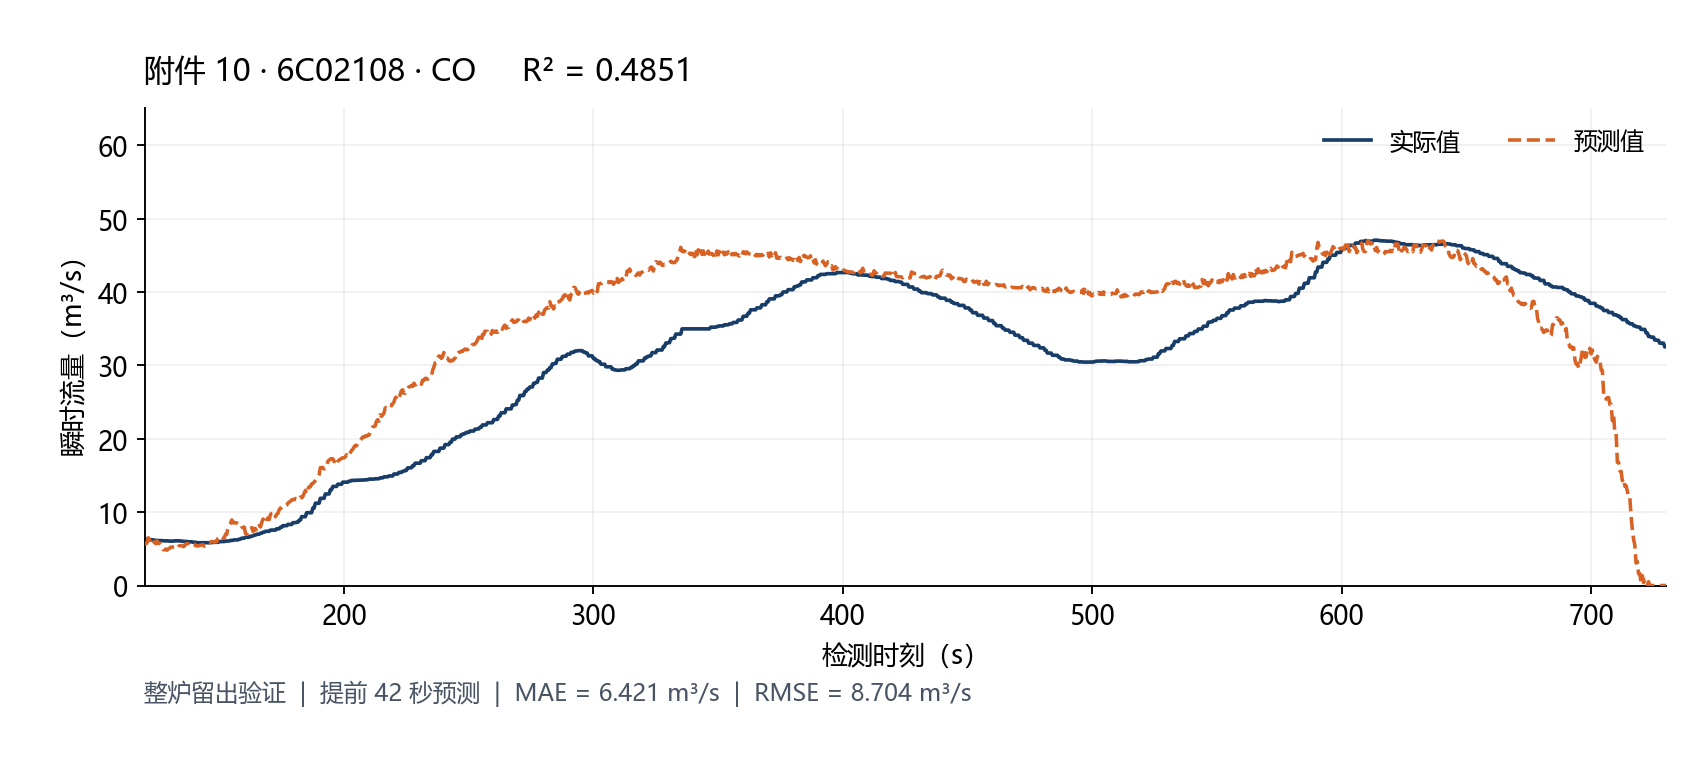 附件 10 · 6C02108 · CO R² = 0.4851
实际值 预测值
60
50
40
30
20
10
0
瞬时流量（m³/s）
200 300 400 500 600 700
检测时刻（s）
整炉留出验证 | 提前 42 秒预测 | MAE = 6.421 m³/s | RMSE = 8.704 m³/s